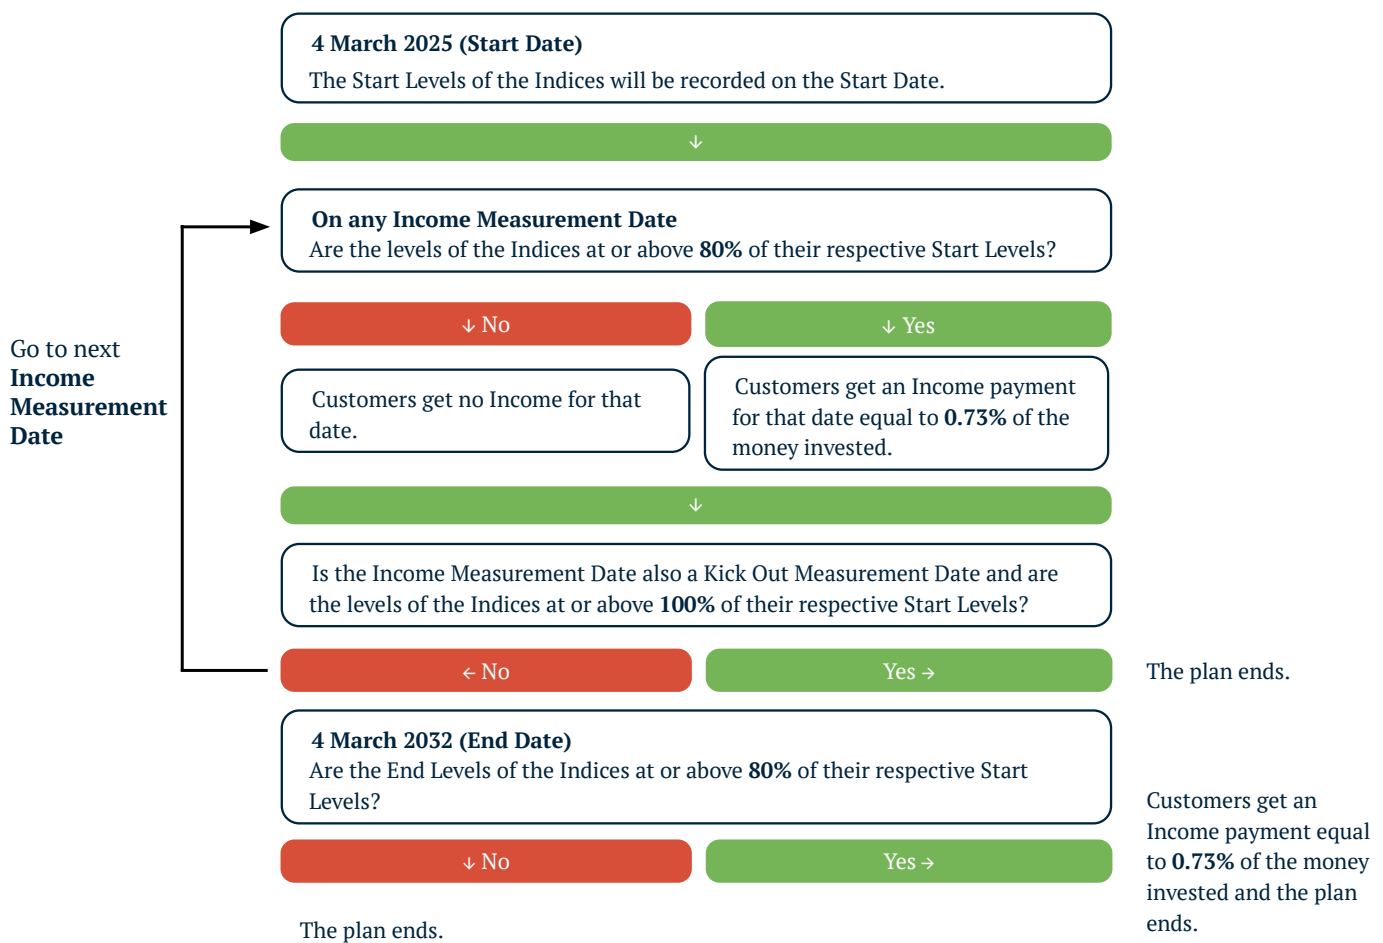 4 March 2025 (Start Date)
The Start Levels of the Indices will be recorded on the Start Date.
↓
On any Income Measurement Date
Are the levels of the Indices at or above 80% of their respective Start Levels?
↓ No
↓ Yes
Go to next
Income
Measurement
Date
Customers get no Income for that
date.
Customers get an Income payment
for that date equal to 0.73% of the
money invested.
↓
Is the Income Measurement Date also a Kick Out Measurement Date and are
the levels of the Indices at or above 100% of their respective Start Levels?
← No
Yes →
The plan ends.
4 March 2032 (End Date)
Are the End Levels of the Indices at or above 80% of their respective Start
Levels?
↓ No
Yes →
Customers get an
Income payment equal
to 0.73% of the money
invested and the plan
ends.
The plan ends.